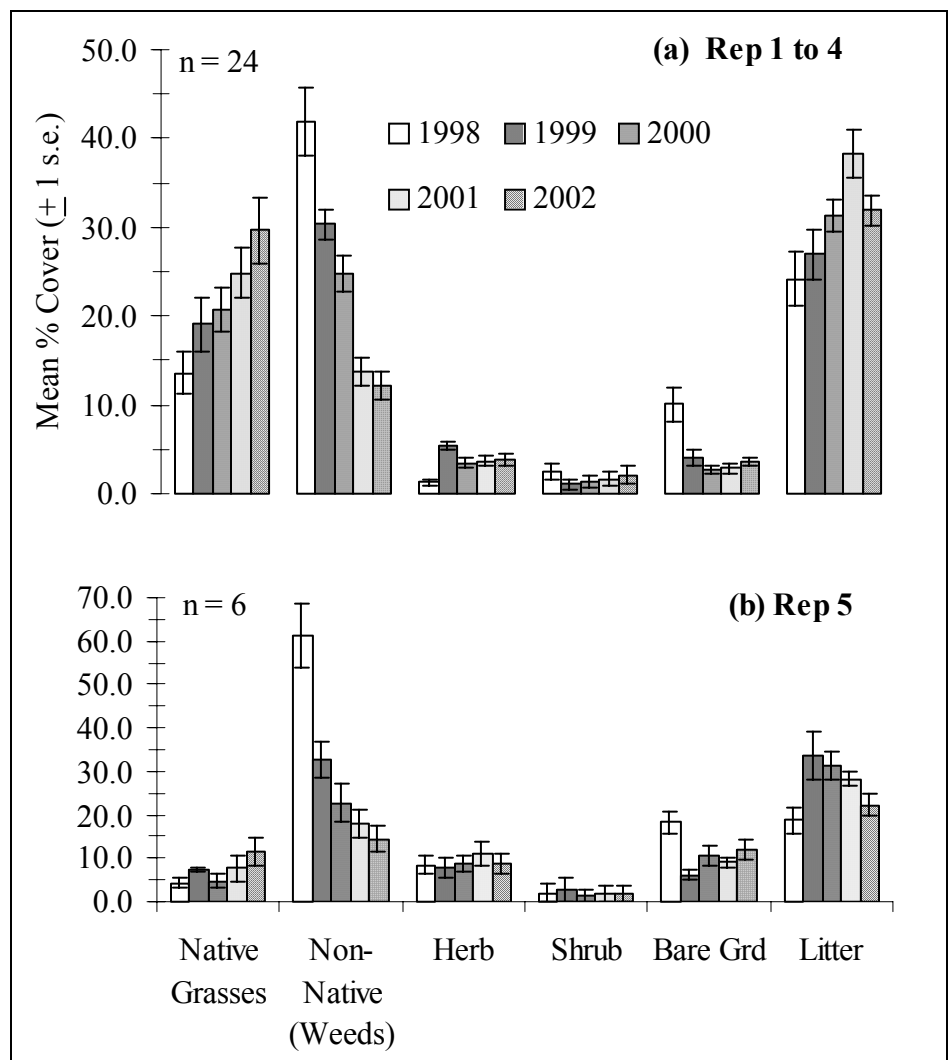 (a) Rep 1 to 4
n = 24
1998 1999 2000
2001 2002
Mean % Cover (± 1 s.e.)
50.0
40.0
30.0
20.0
10.0
0.0
(b) Rep 5
n = 6
70.0
60.0
50.0
40.0
30.0
20.0
10.0
0.0
Native Grasses
Non-Native (Weeds)
Herb
Shrub
Bare Grd
Litter